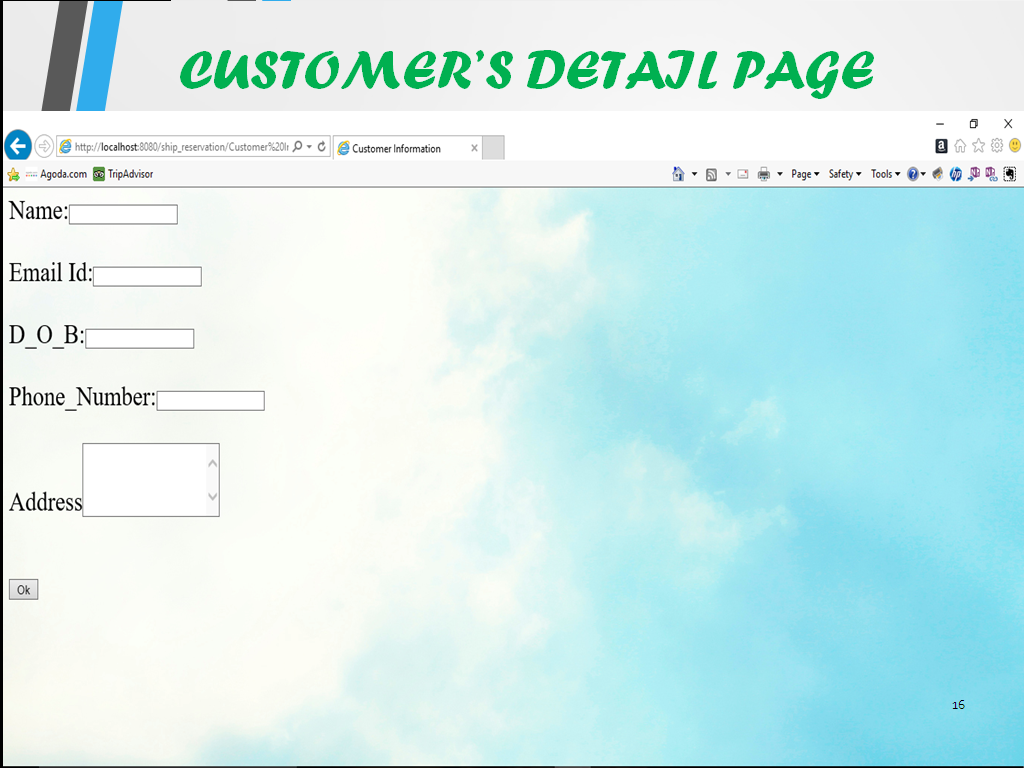 CUSTOMER'S DETAIL PAGE
http://localhost:8080/ship_reservation/Customer%20I
Customer Information
a
Agoda.com TripAdvisor
Page Safety Tools ? hp
Name:
Email Id:
D_O_B:
Phone_Number:
Address
Ok
16